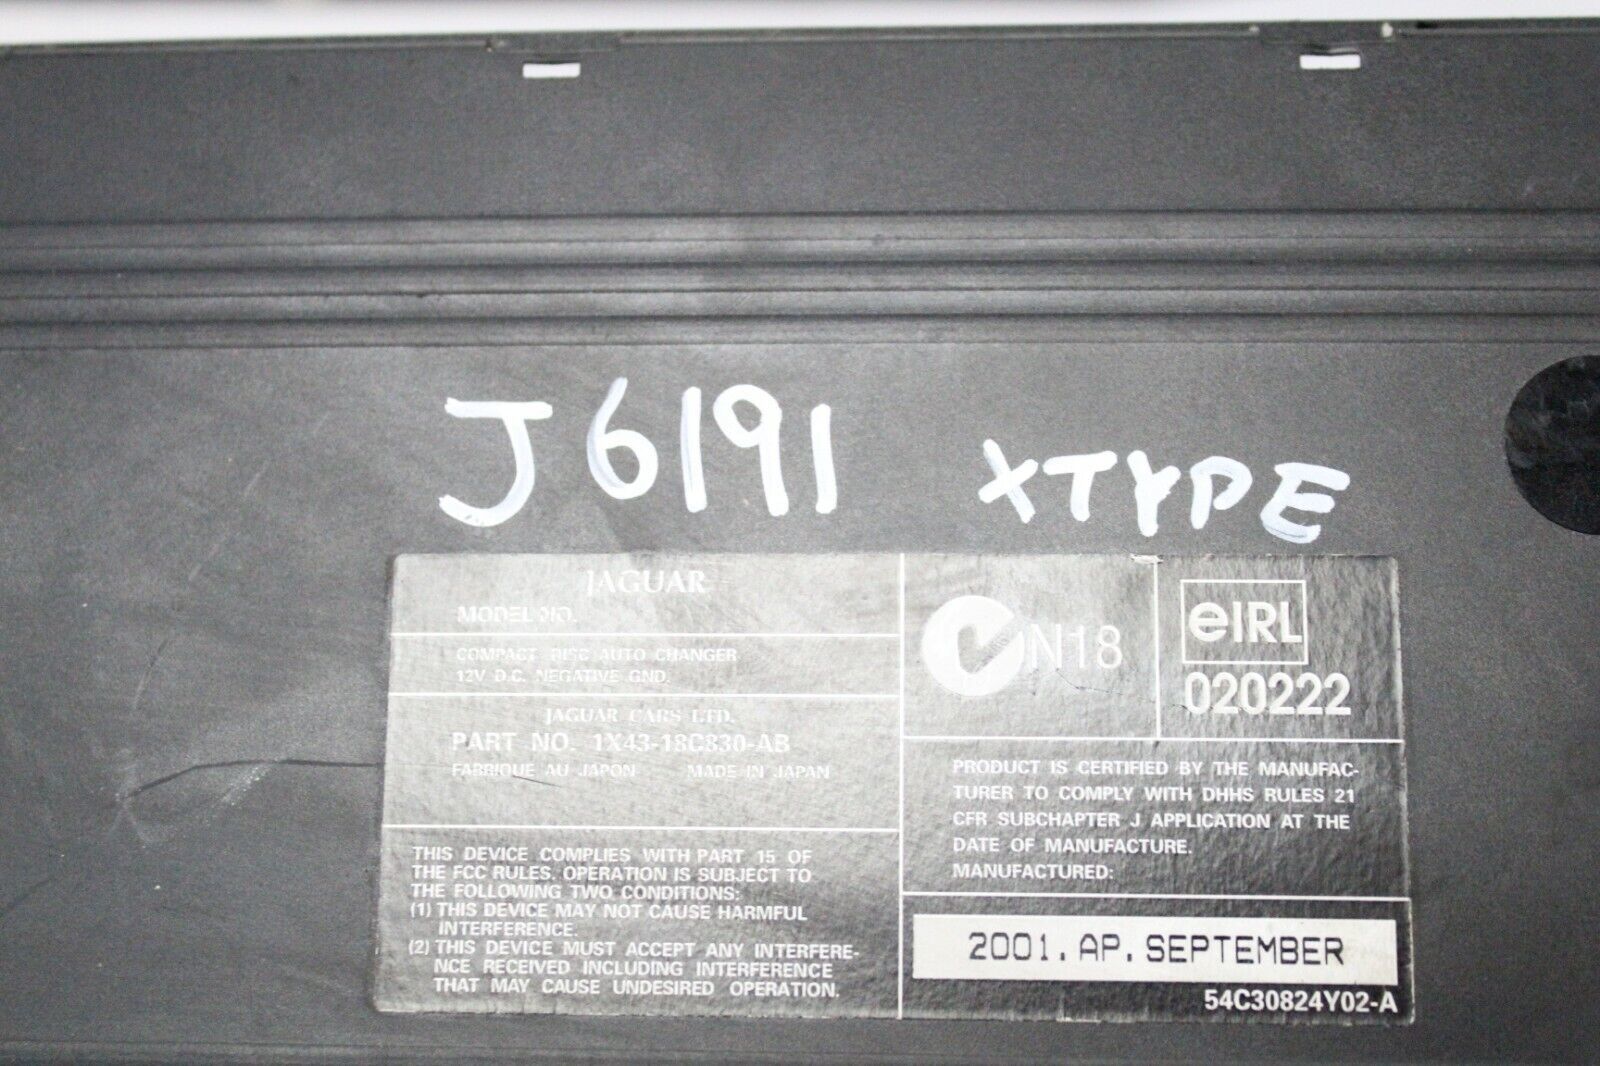 J6191 XTYPE
JAGUAR
MODEL NO.
COMPACT DISC AUTO CHANGER
12V D.C. NEGATIVE GND.
JAGUAR CARS LTD.
PART NO. 1X43-18C830-AB
FABRIQUE AU JAPON MADE IN JAPAN
THIS DEVICE COMPLIES WITH PART 15 OF
THE FCC RULES. OPERATION IS SUBJECT TO
THE FOLLOWING TWO CONDITIONS:
(1) THIS DEVICE MAY NOT CAUSE HARMFUL
INTERFERENCE.
(2) THIS DEVICE MUST ACCEPT ANY INTERFERE-
NCE RECEIVED INCLUDING INTERFERENCE
THAT MAY CAUSE UNDESIRED OPERATION.
N18
eIRL
020222
PRODUCT IS CERTIFIED BY THE MANUFAC-
TURER TO COMPLY WITH DHHS RULES 21
CFR SUBCHAPTER J APPLICATION AT THE
DATE OF MANUFACTURE.
MANUFACTURED:
2001. AP. SEPTEMBER
54C30824Y02-A